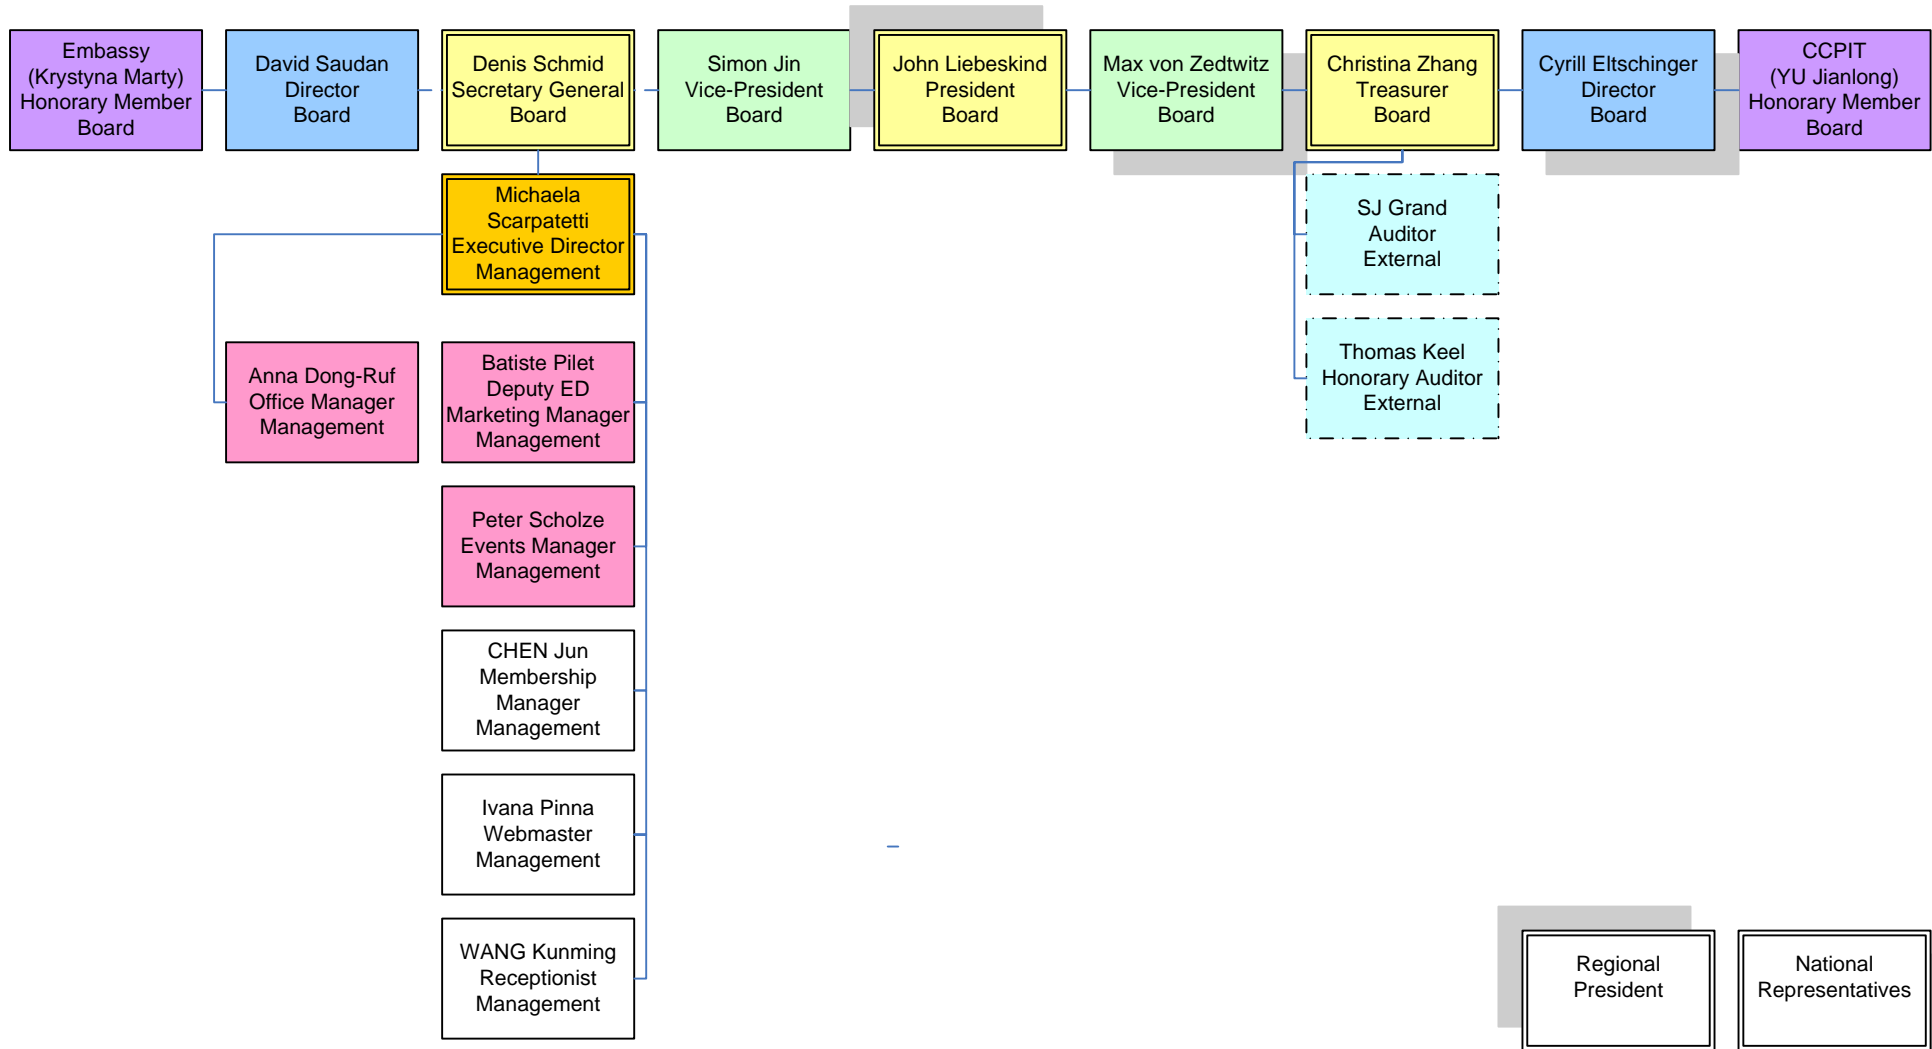 Embassy
(Krystyna Marty)
Honorary Member
Board
David Saudan
Director
Board
Denis Schmid
Secretary General
Board
Simon Jin
Vice-President
Board
John Liebeskind
President
Board
Max von Zedtwitz
Vice-President
Board
Christina Zhang
Treasurer
Board
Cyrill Eltschinger
Director
Board
CCPIT
(YU Jianlong)
Honorary Member
Board
Michaela
Scarpatetti
Executive Director
Management
SJ Grand
Auditor
External
Anna Dong-Ruf
Office Manager
Management
Batiste Pilet
Deputy ED
Marketing Manager
Management
Thomas Keel
Honorary Auditor
External
Peter Scholze
Events Manager
Management
CHEN Jun
Membership
Manager
Management
Ivana Pinna
Webmaster
Management
WANG Kunming
Receptionist
Management
Regional
President
National
Representatives